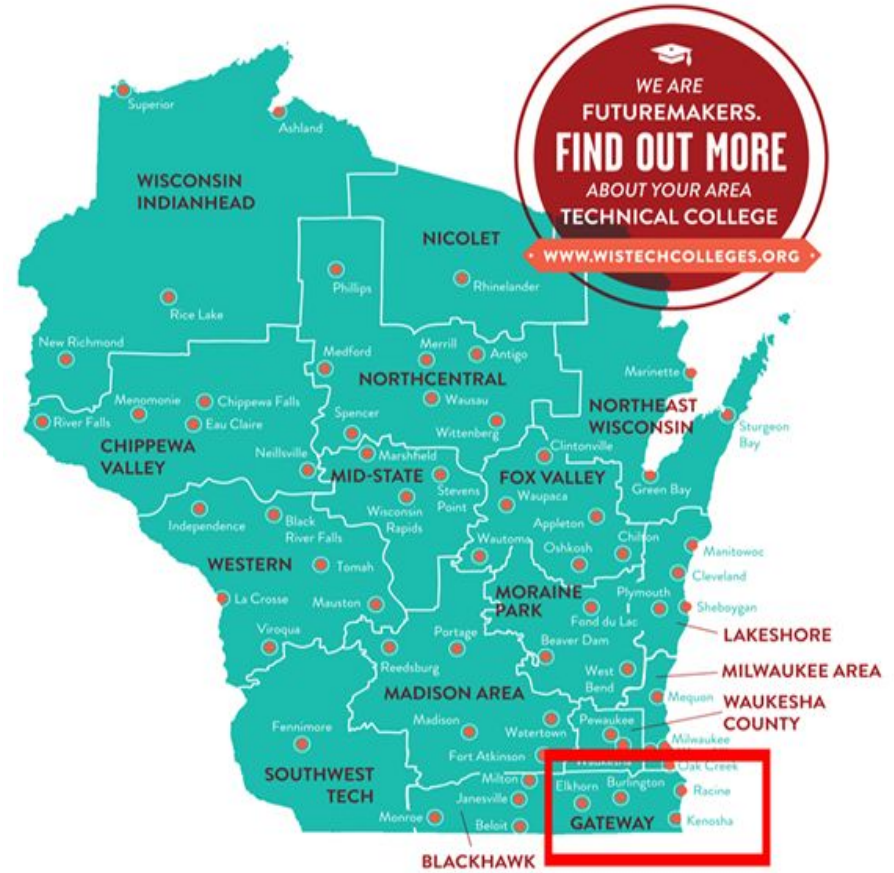 WE ARE
FUTUREMAKERS.
FIND OUT MORE
ABOUT YOUR AREA
TECHNICAL COLLEGE
WWW.WISTECHCOLLEGES.ORG
Superior
Ashland
WISCONSIN
INDIANHEAD
NICOLET
Phillips
Rhinelander
Rice Lake
New Richmond
Medford
Merrill
Antigo
Marinette
NORTHCENTRAL
Menomonie
Chippewa Falls
Wausau
NORTHEAST
WISCONSIN
River Falls
Eau Claire
Spencer
Wittenberg
Sturgeon
Bay
CHIPPEWA
VALLEY
Neillsville
Marshfield
Clintonville
MID-STATE
FOX VALLEY
Green Bay
Stevens
Point
Waupaca
Wisconsin
Rapids
Independence
Black
River Falls
Appleton
Wautoma
Oshkosh
Chilton
Manitowoc
WESTERN
Tomah
Cleveland
MORAINE
PARK
Plymouth
La Crosse
Mauston
Fond du Lac
Sheboygan
Viroqua
Portage
Beaver Dam
LAKESHORE
Reedsburg
West
Bend
MILWAUKEE AREA
MADISON AREA
Mequon
WAUKESHA
COUNTY
Fennimore
Madison
Watertown
Pewaukee
Milwaukee
Fort Atkinson
Waukesha
Oak Creek
SOUTHWEST
TECH
Milton
Elkhorn
Burlington
Racine
Janesville
Monroe
Beloit
GATEWAY
Kenosha
BLACKHAWK